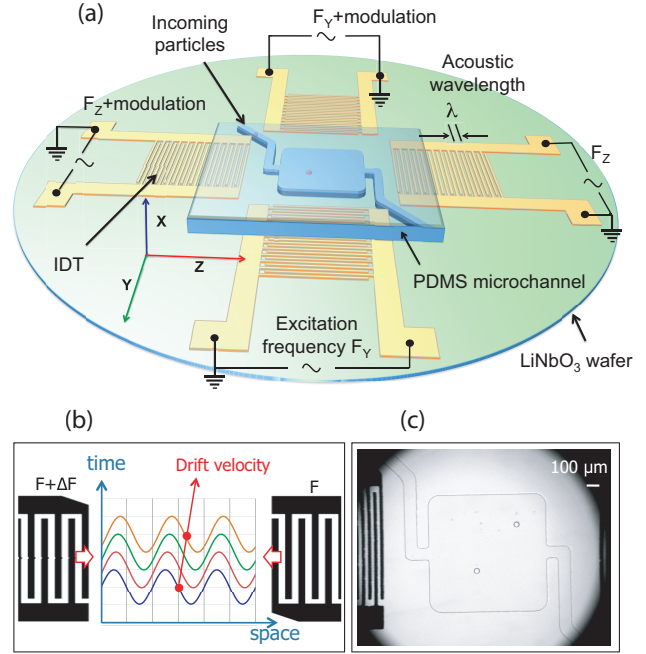 (a)
Incoming
particles
F_Y+modulation
Acoustic
wavelength
λ
F_Z+modulation
F_Z
X
IDT
Z
Y
PDMS microchannel
Excitation
frequency F_Y
LiNbO₃ wafer
(b)
(c)
time
Drift velocity
F+ΔF
F
space
100 µm